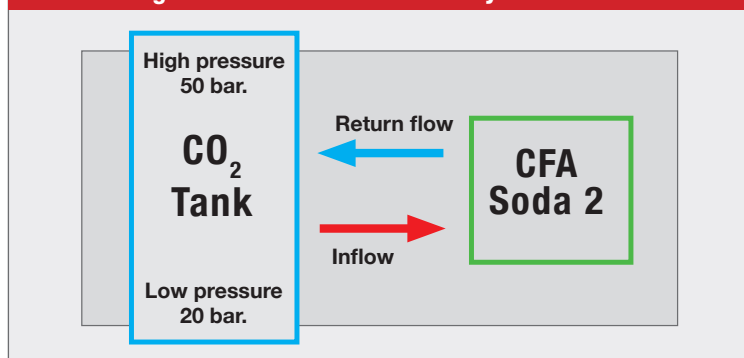 High pressure
50 bar.
CO2
Tank
Low pressure
20 bar.
Return flow
Inflow
CFA
Soda 2